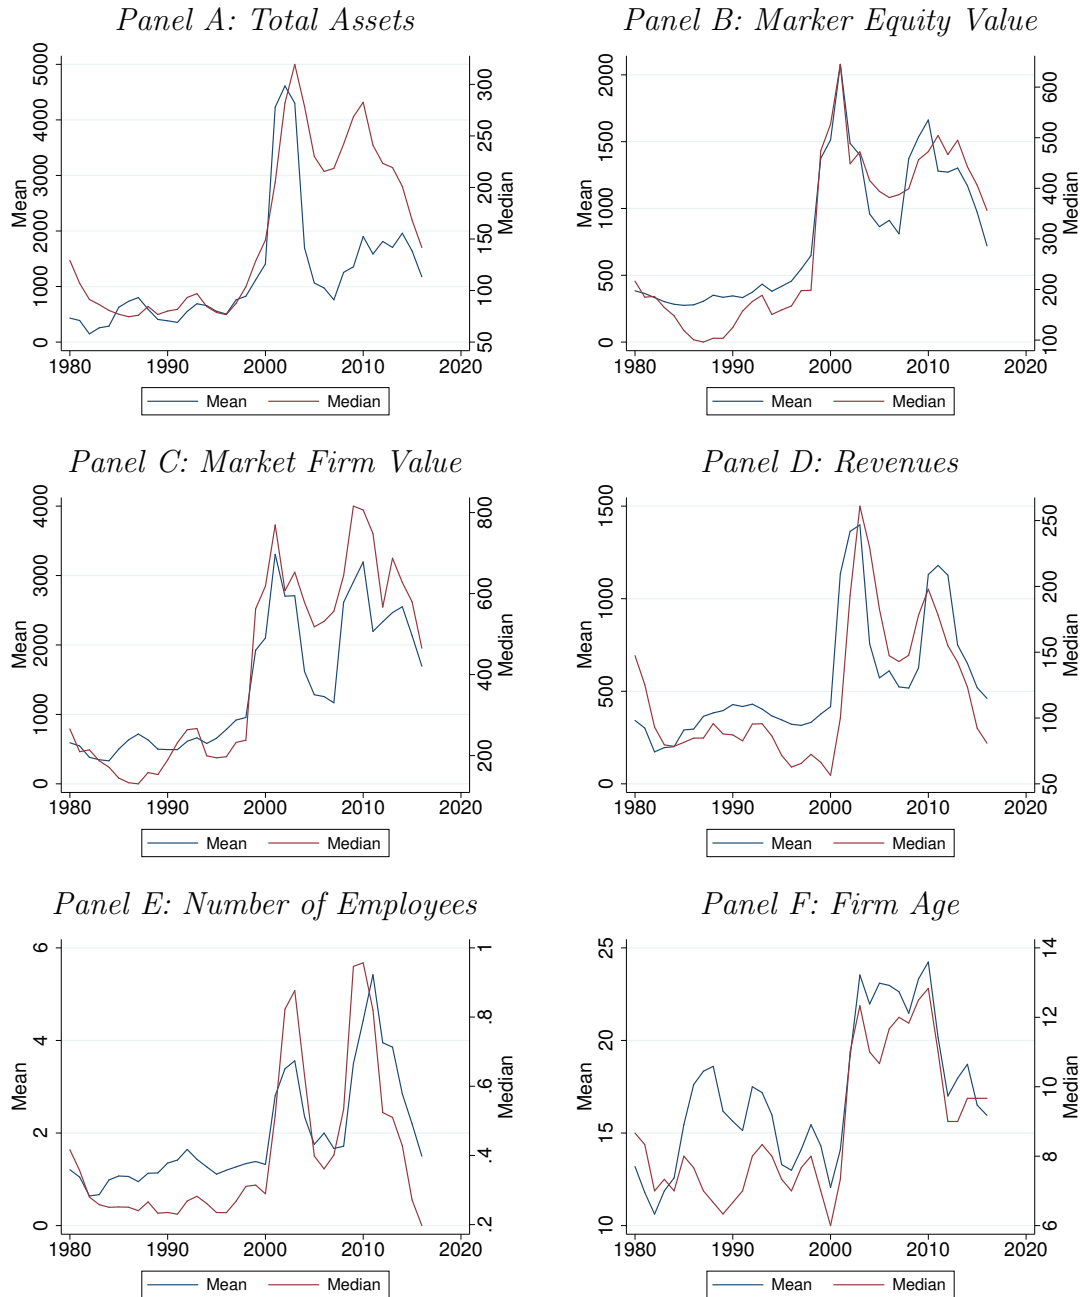 Panel A: Total Assets
Mean
0 1000 2000 3000 4000 5000
50 100 150 200 250 300
Median
1980 1990 2000 2010 2020
Mean Median
Panel B: Marker Equity Value
Mean
0 500 1000 1500 2000
100 200 300 400 500 600
Median
1980 1990 2000 2010 2020
Mean Median
Panel C: Market Firm Value
Mean
0 1000 2000 3000 4000
200 400 600 800
Median
1980 1990 2000 2010 2020
Mean Median
Panel D: Revenues
Mean
0 500 1000 1500
50 100 150 200 250
Median
1980 1990 2000 2010 2020
Mean Median
Panel E: Number of Employees
Mean
0 2 4 6
.2 .4 .6 .8 1
Median
1980 1990 2000 2010 2020
Mean Median
Panel F: Firm Age
Mean
10 15 20 25
6 8 10 12 14
Median
1980 1990 2000 2010 2020
Mean Median